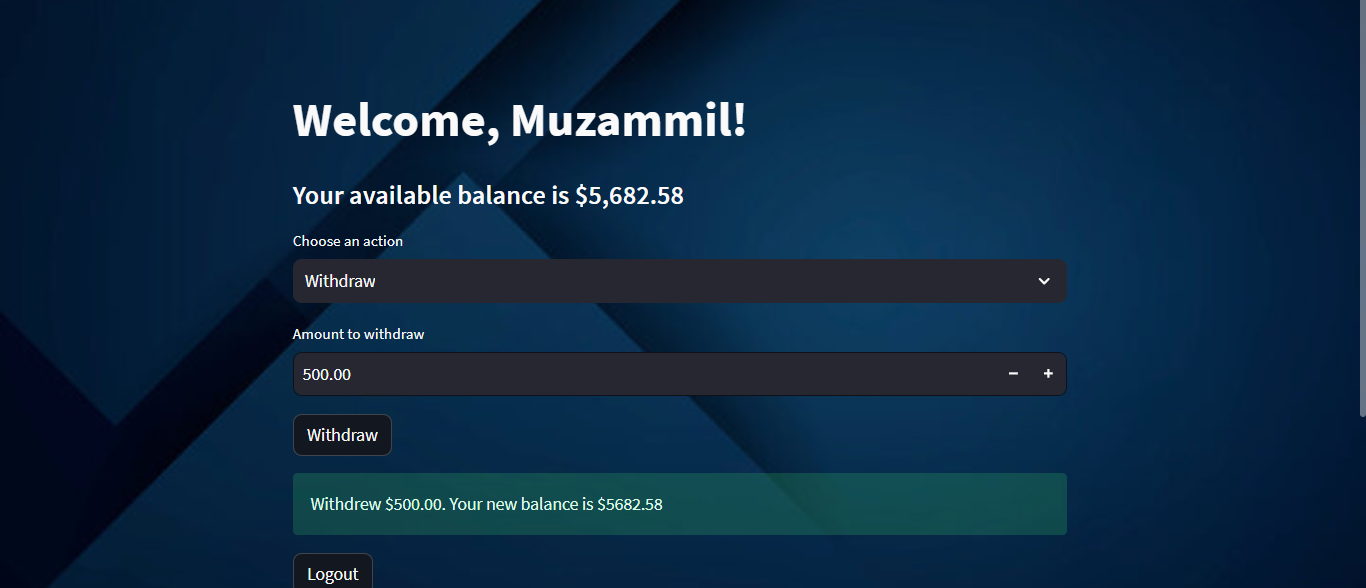 Welcome, Muzammil!
Your available balance is $5,682.58
Choose an action
Withdraw
Amount to withdraw
500.00
Withdraw
Withdrew $500.00. Your new balance is $5682.58
Logout